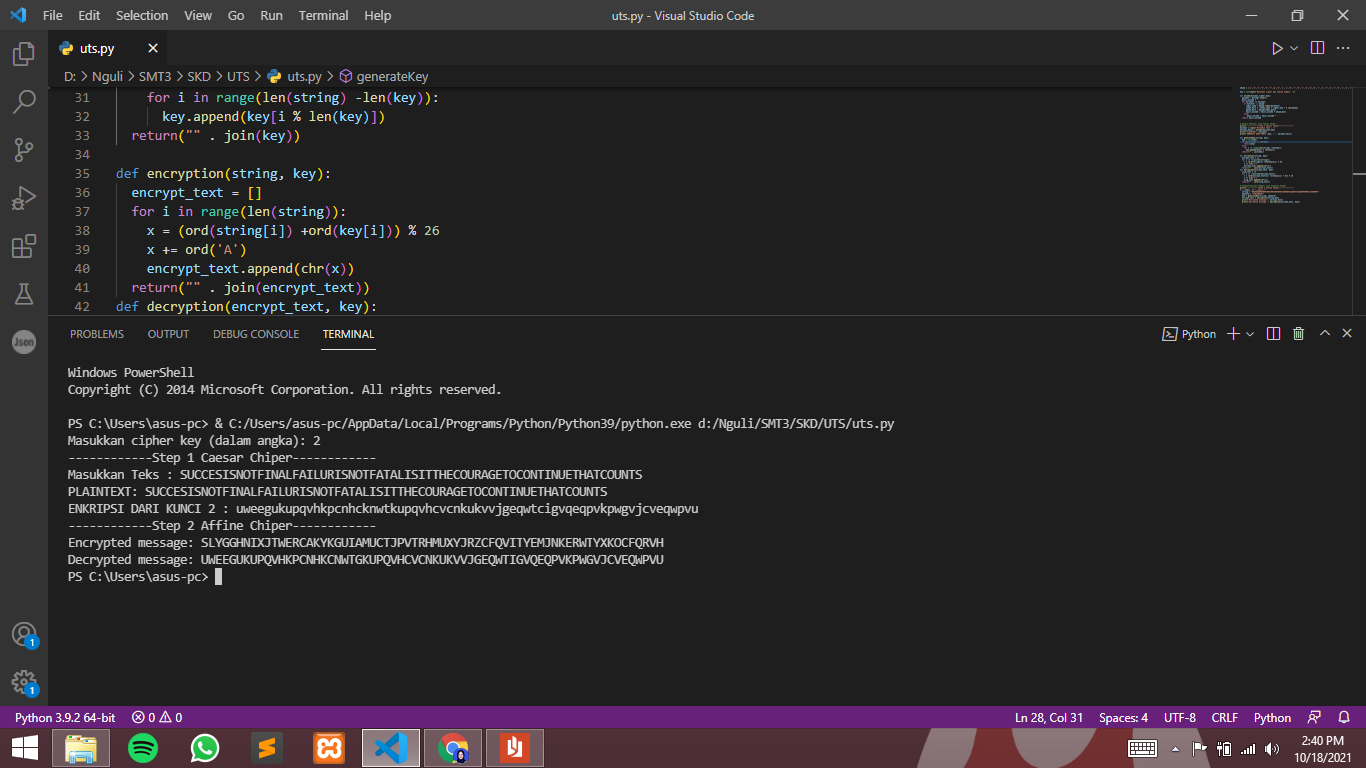 File Edit Selection View Go Run Terminal Help
uts.py - Visual Studio Code
uts.py
D: > Nguli > SMT3 > SKD > UTS > uts.py > generateKey
31 for i in range(len(string) -len(key)):
32 key.append(key[i % len(key)])
33 return("" . join(key))
34
35 def encryption(string, key):
36 encrypt_text = []
37 for i in range(len(string)):
38 x = (ord(string[i]) +ord(key[i])) % 26
39 x += ord('A')
40 encrypt_text.append(chr(x))
41 return("" . join(encrypt_text))
42 def decryption(encrypt_text, key):
Json
PROBLEMS OUTPUT DEBUG CONSOLE TERMINAL
Python
Windows PowerShell
Copyright (C) 2014 Microsoft Corporation. All rights reserved.
PS C:\Users\asus-pc> & C:/Users/asus-pc/AppData/Local/Programs/Python/Python39/python.exe d:/Nguli/SMT3/SKD/UTS/uts.py
Masukkan cipher key (dalam angka): 2
------------Step 1 Caesar Chiper------------
Masukkan Teks : SUCCESISNOTFINALFAILURISNOTFATALISITTHECOURAGETOCONTINUETHATCOUNTS
PLAINTEXT: SUCCESISNOTFINALFAILURISNOTFATALISITTHECOURAGETOCONTINUETHATCOUNTS
ENKRIPSI DARI KUNCI 2 : uweegukupqvhkpcnhcknwtkupqvhcvcnkukvvjgeqwtcigvqeqpvkpwgvjcveqwpvu
------------Step 2 Affine Chiper------------
Encrypted message: SLYGGHNIXJTWERCAKYKGUIAMUCTJPVTRHMUXYJRZCFQVITYEMJNKERWTYXKOCFQRVH
Decrypted message: UWEEGUKUPQVHKPCNHKCNWTGKUPQVHCVCNKUKVVJGEQWTIGVQEQPVKPWGVJCVEQWPVU
PS C:\Users\asus-pc>
1
1
Python 3.9.2 64-bit 0 0
Ln 28, Col 31 Spaces: 4 UTF-8 CRLF Python
2:40 PM
10/18/2021